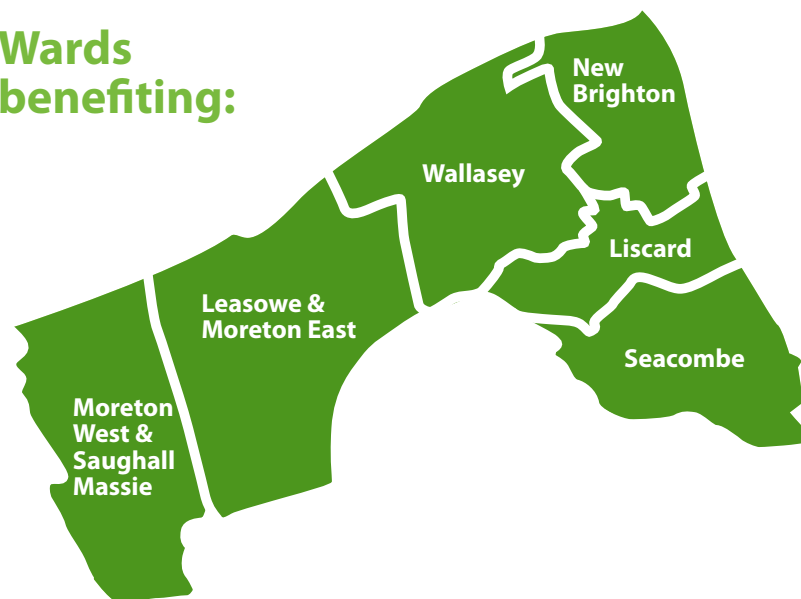 Wards
benefiting:
New
Brighton
Wallasey
Liscard
Leasowe &
Moreton East
Seacombe
Moreton
West &
Saughall
Massie